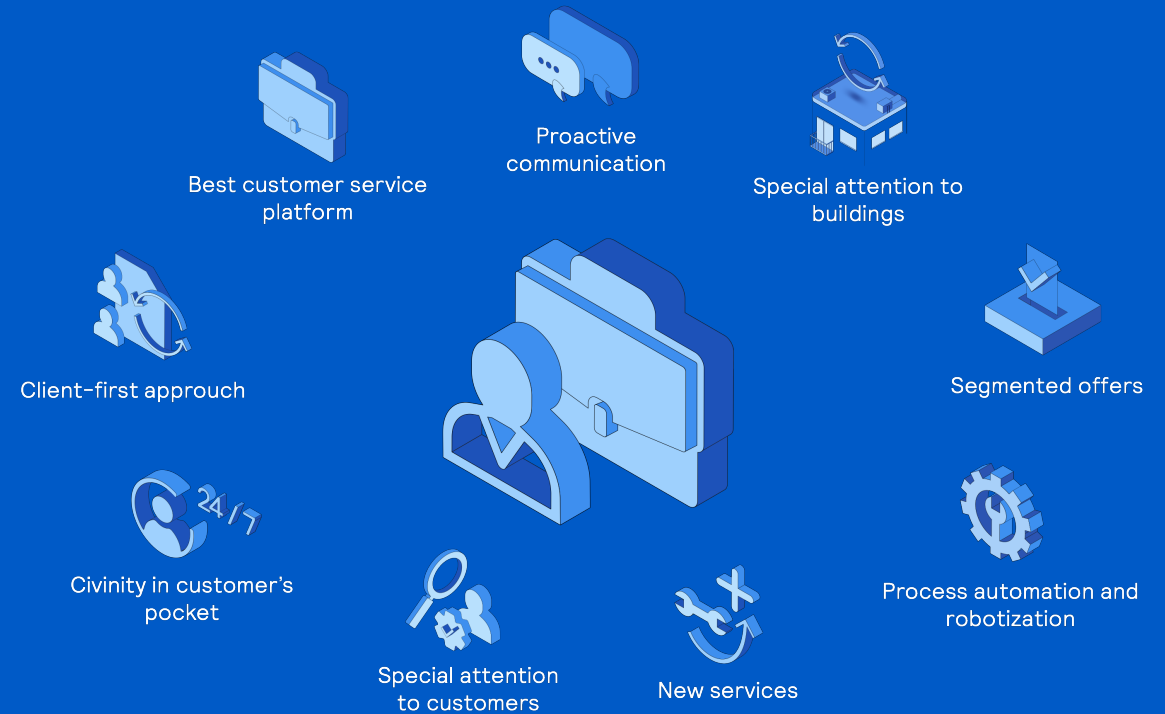 Proactive
communication
Best customer service
platform
Special attention to
buildings
Client-first approuch
Segmented offers
24/7
Civinity in customer's
pocket
Process automation and
robotization
Special attention
to customers
New services